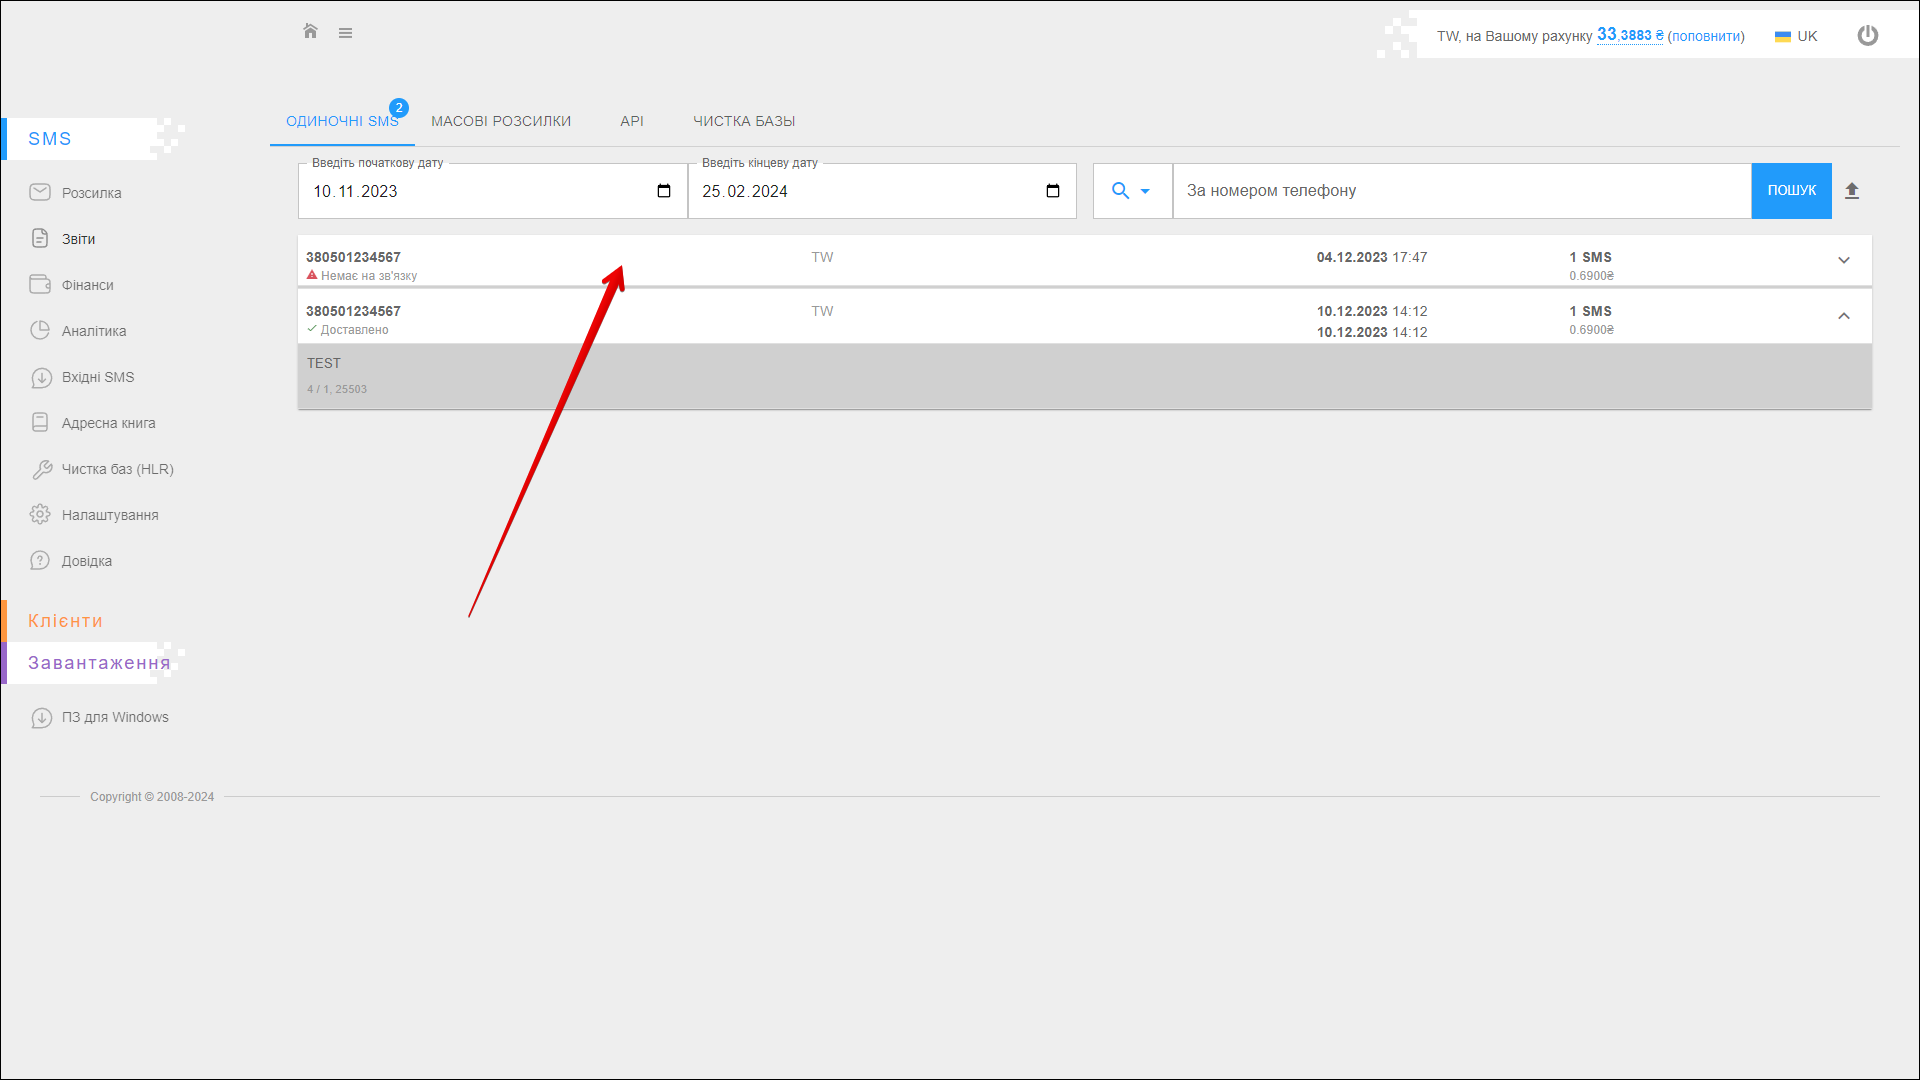 TW, на Вашому рахунку 33,3883 ₴ (поповнити)
UK
SMS
Розсилка
Звіти
Фінанси
Аналітика
Вхідні SMS
Адресна книга
Чистка баз (HLR)
Налаштування
Довідка
Клієнти
Завантаження
ПЗ для Windows
ОДИНОЧНІ SMS 2
МАСОВІ РОЗСИЛКИ
API
ЧИСТКА БАЗЫ
Введіть початкову дату
10.11.2023
Введіть кінцеву дату
25.02.2024
За номером телефону
ПОШУК
380501234567 TW 04.12.2023 17:47 1 SMS
Немає на зв'язку 0.6900₴
380501234567 TW 10.12.2023 14:12 1 SMS
Доставлено 10.12.2023 14:12 0.6900₴
TEST
4 / 1, 25503
Copyright © 2008-2024